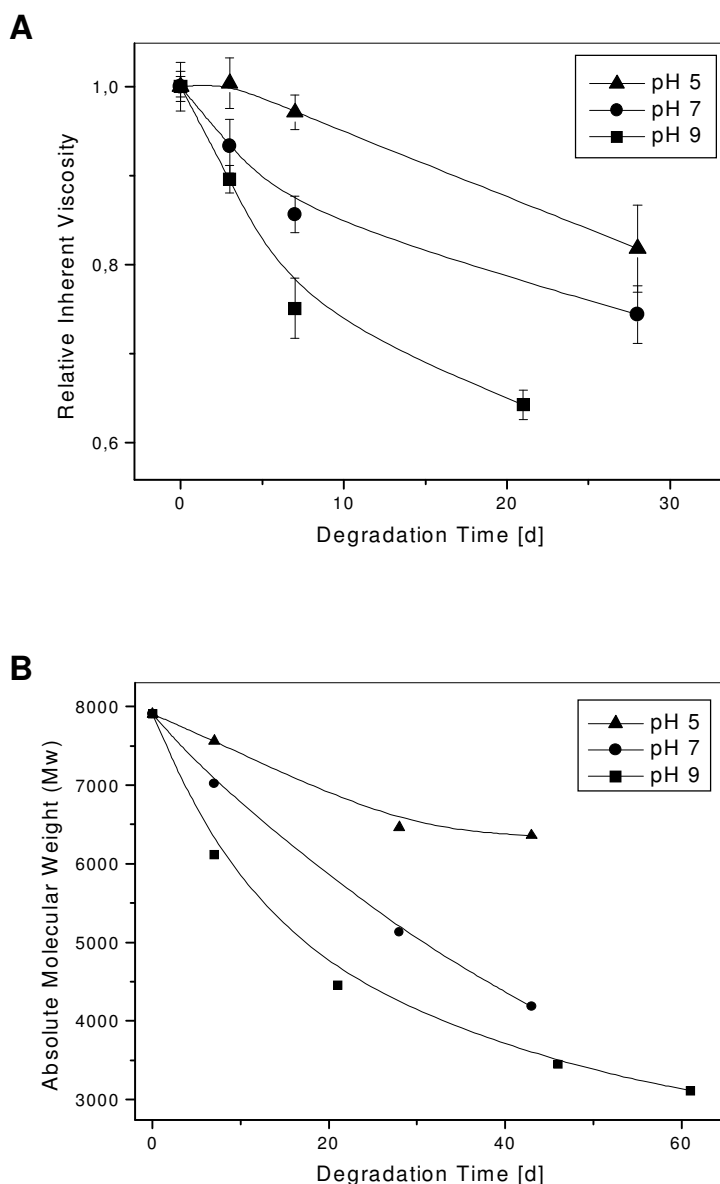 A
Relative Inherent Viscosity
1,0
0,8
0,6
pH 5
pH 7
pH 9
0
10
20
30
Degradation Time [d]
B
Absolute Molecular Weight (Mw)
8000
7000
6000
5000
4000
3000
pH 5
pH 7
pH 9
0
20
40
60
Degradation Time [d]